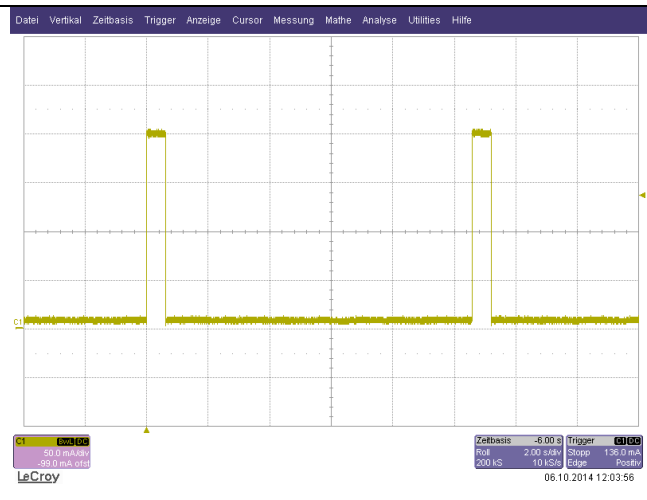 Datei Vertikal Zeitbasis Trigger Anzeige Cursor Messung Mathe Analyse Utilities Hilfe
C1
C1 BwL DC
50.0 mA/div
-99.0 mA ofst
Zeitbasis -6.00 s
Roll 2.00 s/div
200 kS 10 kS/s
Trigger C1 DC
Stopp 136.0 mA
Edge Positiv
LeCroy
06.10.2014 12:03:56